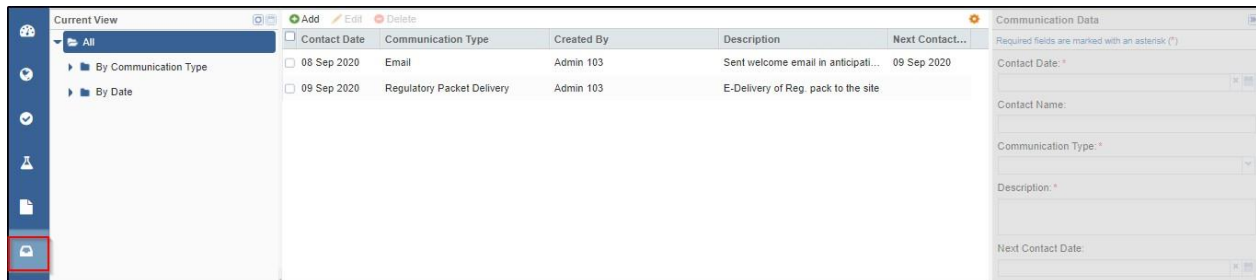 Current View
All
By Communication Type
By Date
Add Edit Delete
Contact Date Communication Type Created By Description Next Contact...
08 Sep 2020 Email Admin 103 Sent welcome email in anticipati... 09 Sep 2020
09 Sep 2020 Regulatory Packet Delivery Admin 103 E-Delivery of Reg. pack to the site
Communication Data
Required fields are marked with an asterisk (*)
Contact Date: *
Contact Name:
Communication Type: *
Description: *
Next Contact Date: